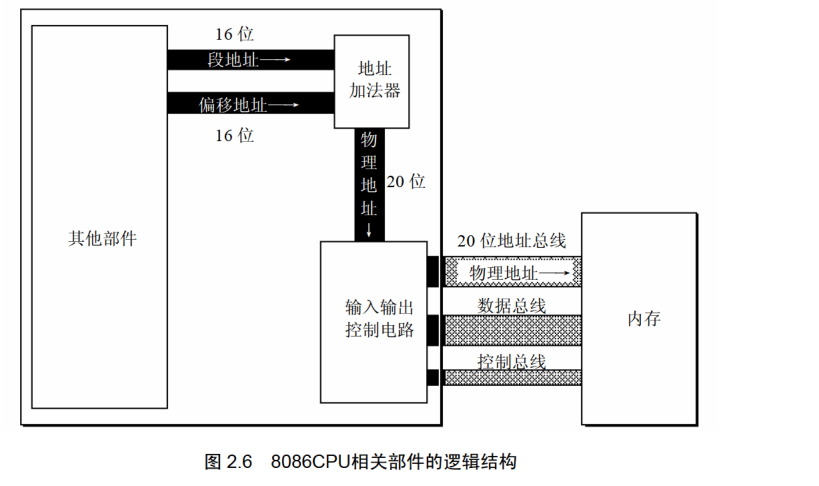 16 位
段地址
偏移地址
16 位
地址
加法器
物理地址
20 位
其他部件
输入输出
控制电路
20 位地址总线
物理地址
数据总线
控制总线
内存
图 2.6 8086CPU相关部件的逻辑结构